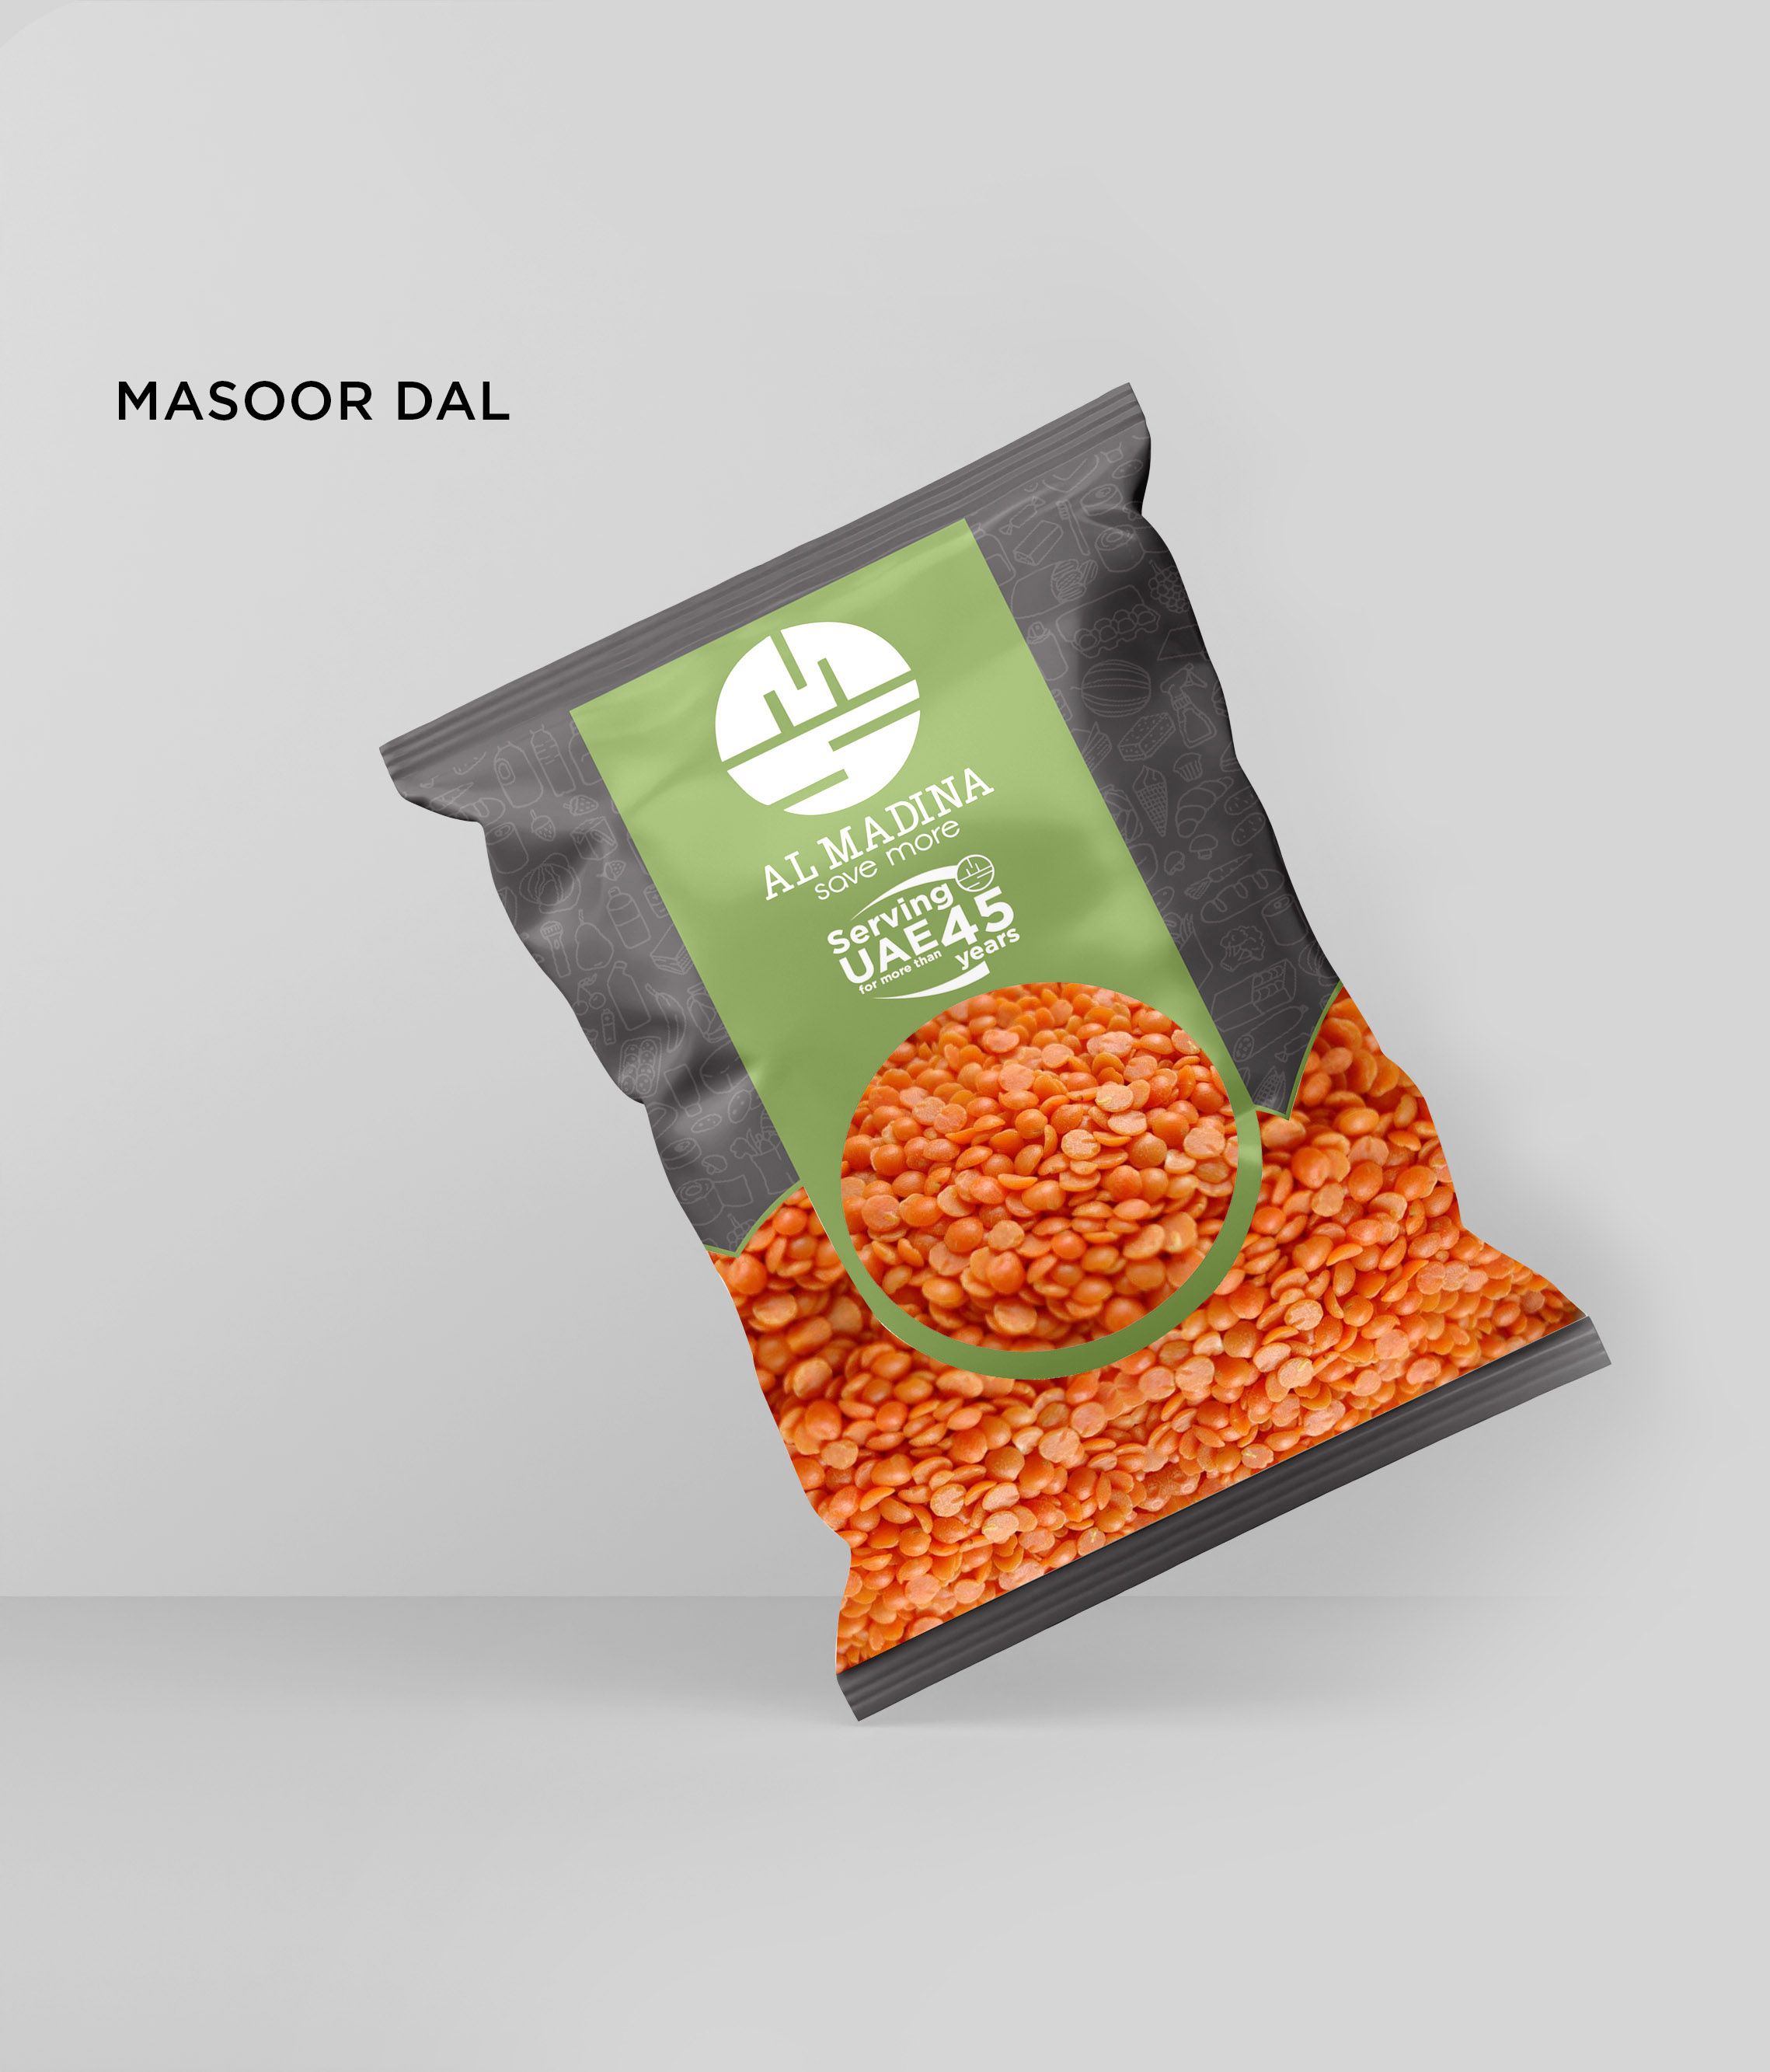 MASOOR DAL
AL MADINA
save more
Serving
UAE 45
for more than years